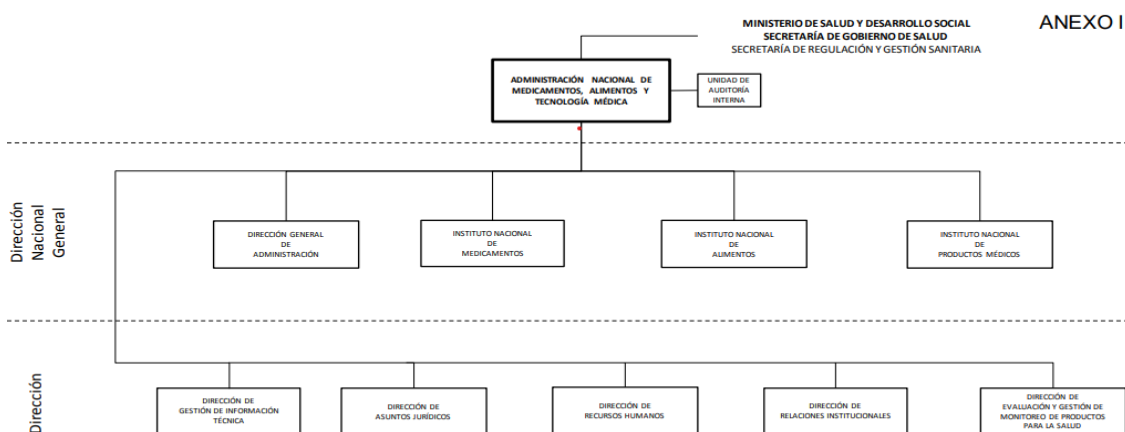 ANEXO I
MINISTERIO DE SALUD Y DESARROLLO SOCIAL
SECRETARÍA DE GOBIERNO DE SALUD
SECRETARÍA DE REGULACIÓN Y GESTIÓN SANITARIA
ADMINISTRACIÓN NACIONAL DE
MEDICAMENTOS, ALIMENTOS Y
TECNOLOGÍA MÉDICA
UNIDAD DE
AUDITORÍA
INTERNA
Dirección
Nacional
General
DIRECCIÓN GENERAL
DE
ADMINISTRACIÓN
INSTITUTO NACIONAL
DE
MEDICAMENTOS
INSTITUTO NACIONAL
DE
ALIMENTOS
INSTITUTO NACIONAL
DE
PRODUCTOS MÉDICOS
Dirección
DIRECCIÓN DE
GESTIÓN DE INFORMACIÓN
TÉCNICA
DIRECCIÓN DE
ASUNTOS JURÍDICOS
DIRECCIÓN DE
RECURSOS HUMANOS
DIRECCIÓN DE
RELACIONES INSTITUCIONALES
DIRECCIÓN DE
EVALUACIÓN Y GESTIÓN DE
MONITOREO DE PRODUCTOS
PARA LA SALUD